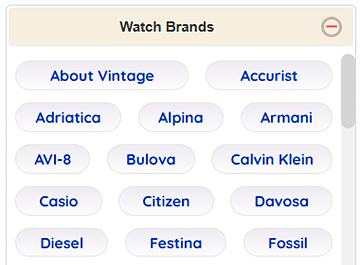 Watch Brands
About Vintage Accurist
Adriatica Alpina Armani
AVI-8 Bulova Calvin Klein
Casio Citizen Davosa
Diesel Festina Fossil